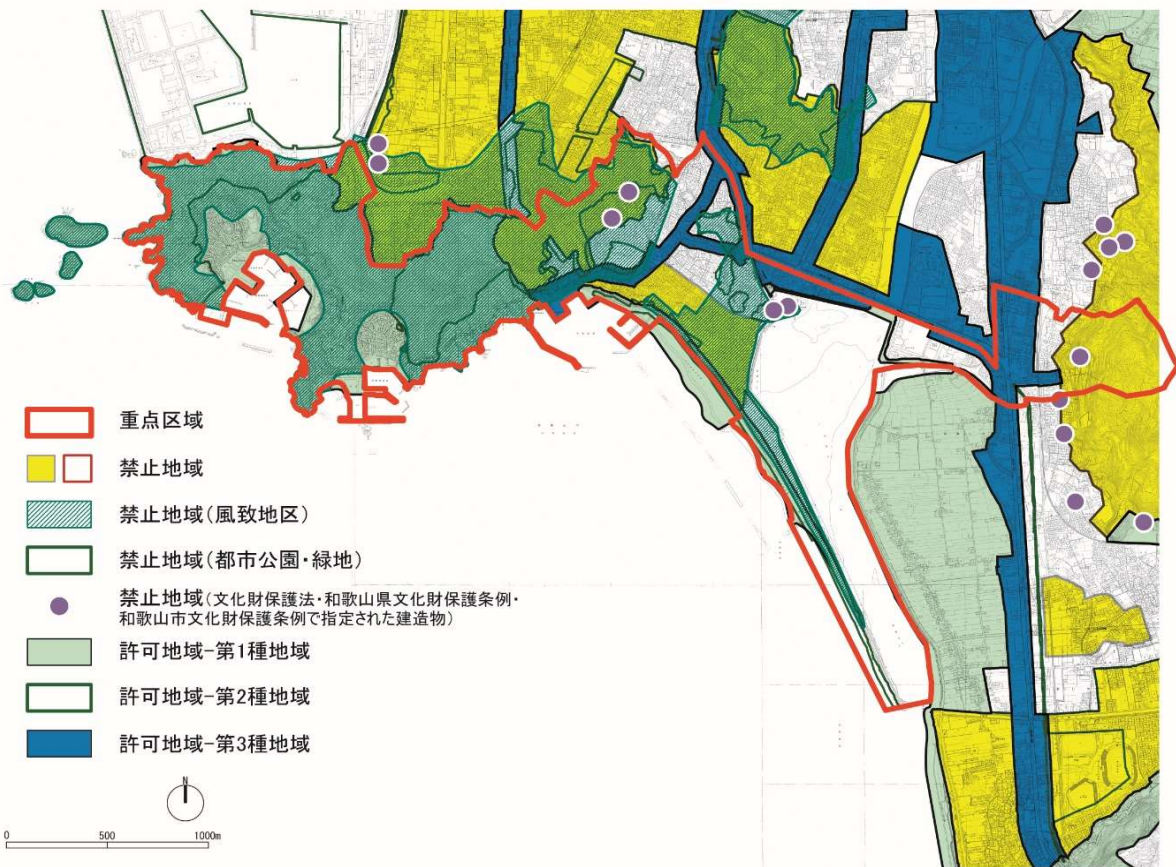 重点区域
禁止地域
禁止地域(風致地区)
禁止地域(都市公園・緑地)
禁止地域(文化財保護法・和歌山県文化財保護条例・
和歌山市文化財保護条例で指定された建造物)
許可地域-第1種地域
許可地域-第2種地域
許可地域-第3種地域
N
0 500 1000m